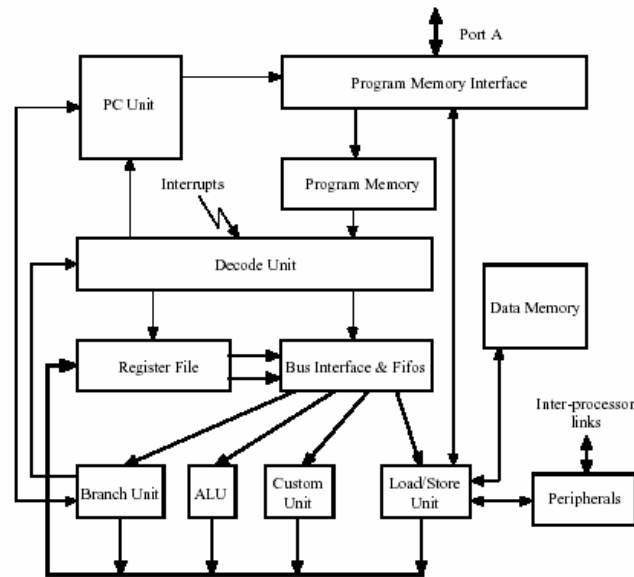 Port A
PC Unit
Program Memory Interface
Interrupts
Program Memory
Decode Unit
Data Memory
Register File
Bus Interface & Fifos
Inter-processor
links
Branch Unit
ALU
Custom
Unit
Load/Store
Unit
Peripherals